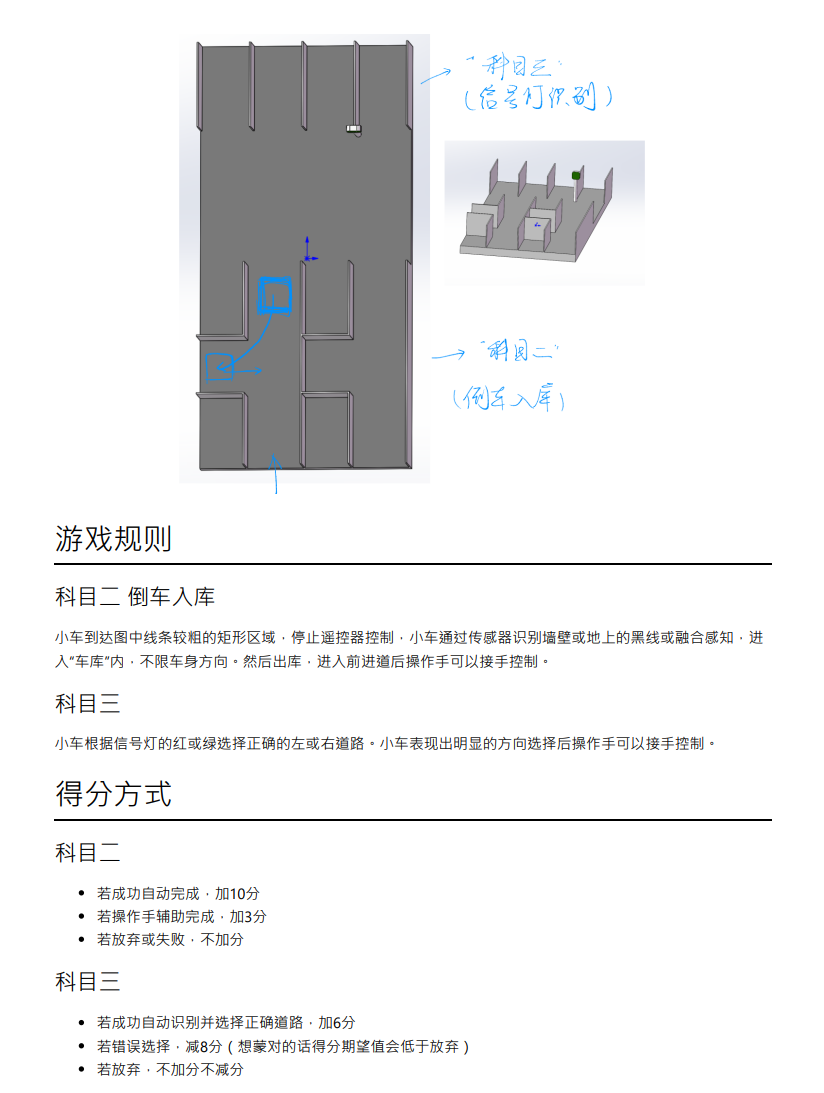 “科目三”
(信号灯识别)
“科目二”
(倒车入库)
游戏规则
科目二 倒车入库
小车到达图中线条较粗的矩形区域，停止遥控器控制，小车通过传感器识别墙壁或地上的黑线或融合感知，进
入“车库”内，不限车身方向。然后出库，进入前进道后操作手可以接手控制。
科目三
小车根据信号灯的红或绿选择正确的左或右道路。小车表现出明显的方向选择后操作手可以接手控制。
得分方式
科目二
• 若成功自动完成，加10分
• 若操作手辅助完成，加3分
• 若放弃或失败，不加分
科目三
• 若成功自动识别并选择正确道路，加6分
• 若错误选择，减8分（想蒙对的话得分期望值会低于放弃）
• 若放弃，不加分不减分